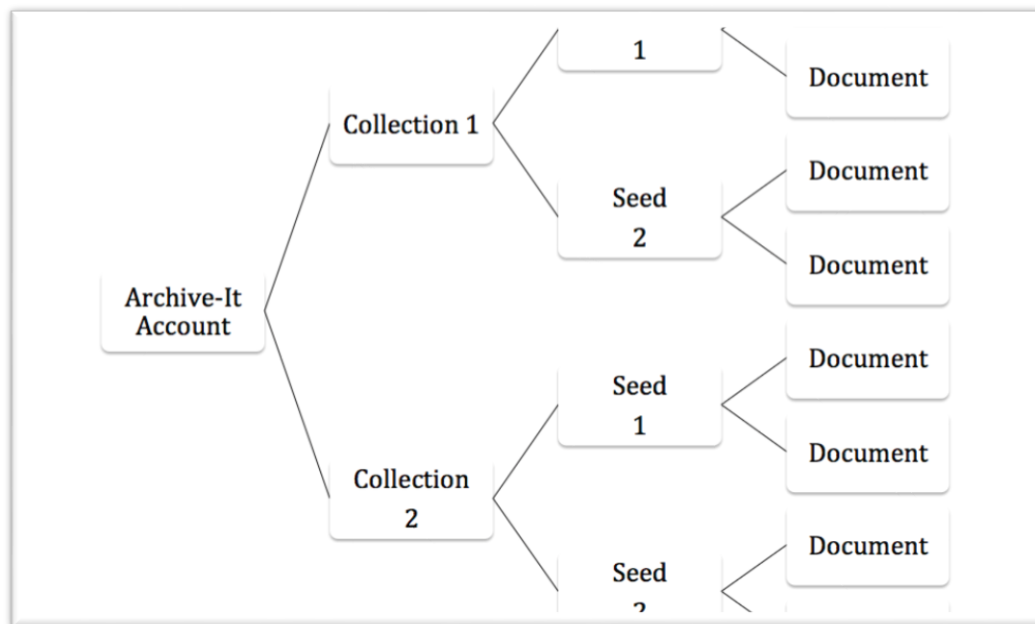 1
Document
Collection 1
Document
Seed
2
Document
Archive-It
Account
Document
Seed
1
Document
Collection
2
Document
Seed